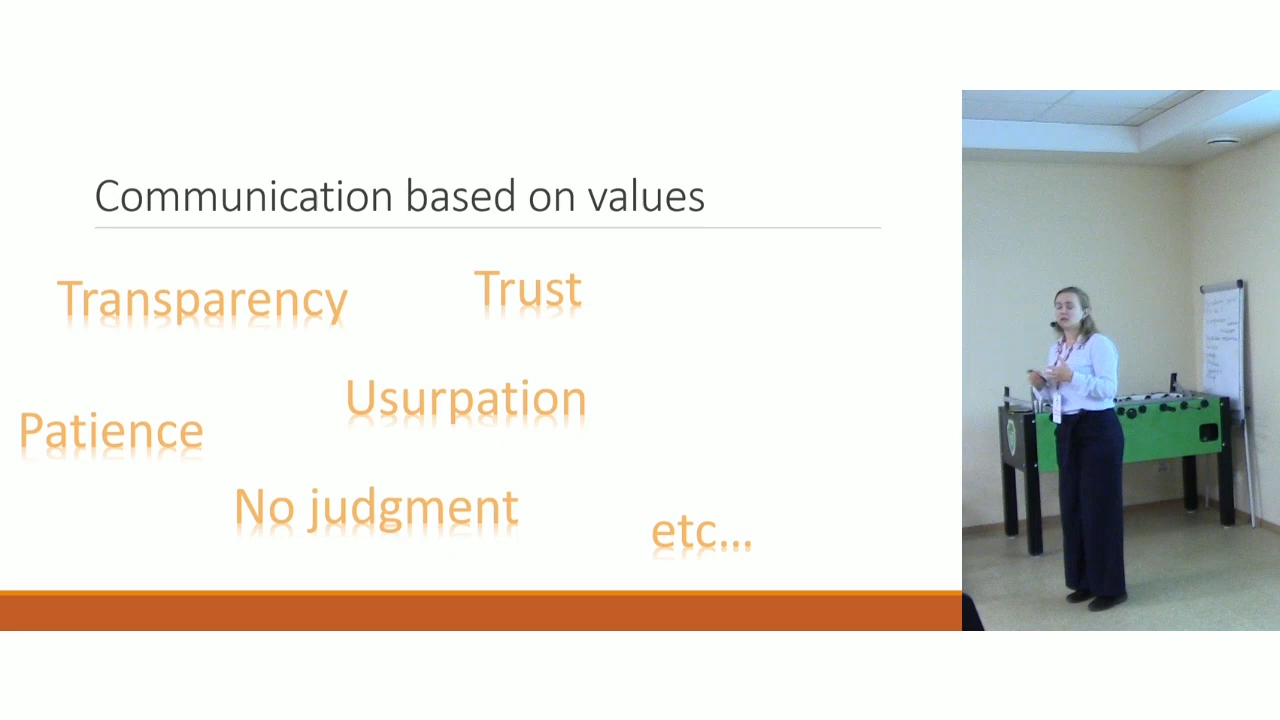 Communication based on values
Transparency
Trust
Usurpation
Patience
No judgment
etc...